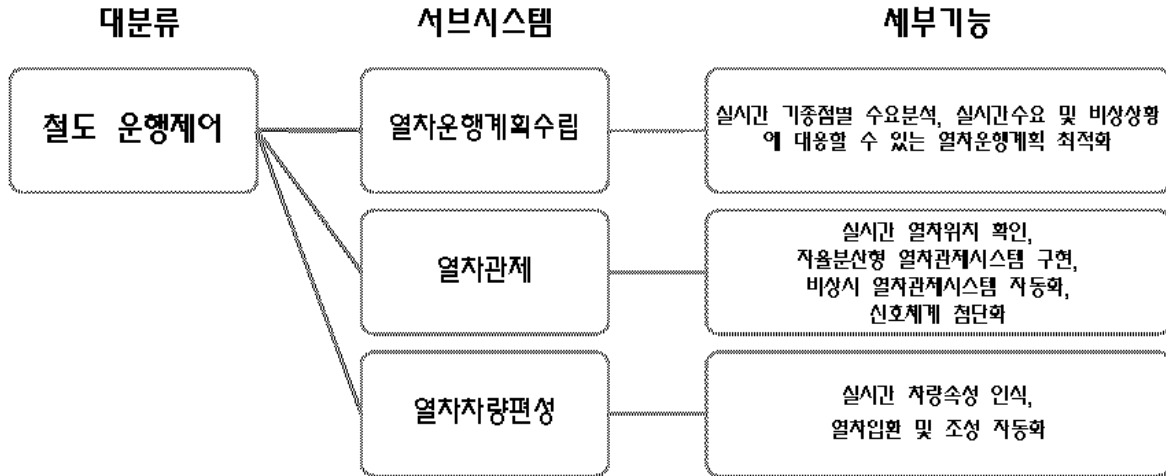 대분류
서브시스템
세부기능
철도 운행제어
열차운행계획수립
실시간 기종점별 수요분석, 실시간수요 및 비상상황
에 대응할 수 있는 열차운행계획 최적화
열차관제
실시간 열차위치 확인,
자율분산형 열차관제시스템 구현,
비상시 열차관제시스템 자동화,
신호체계 첨단화
열차차량편성
실시간 차량속성 인식,
열차입환 및 조성 자동화